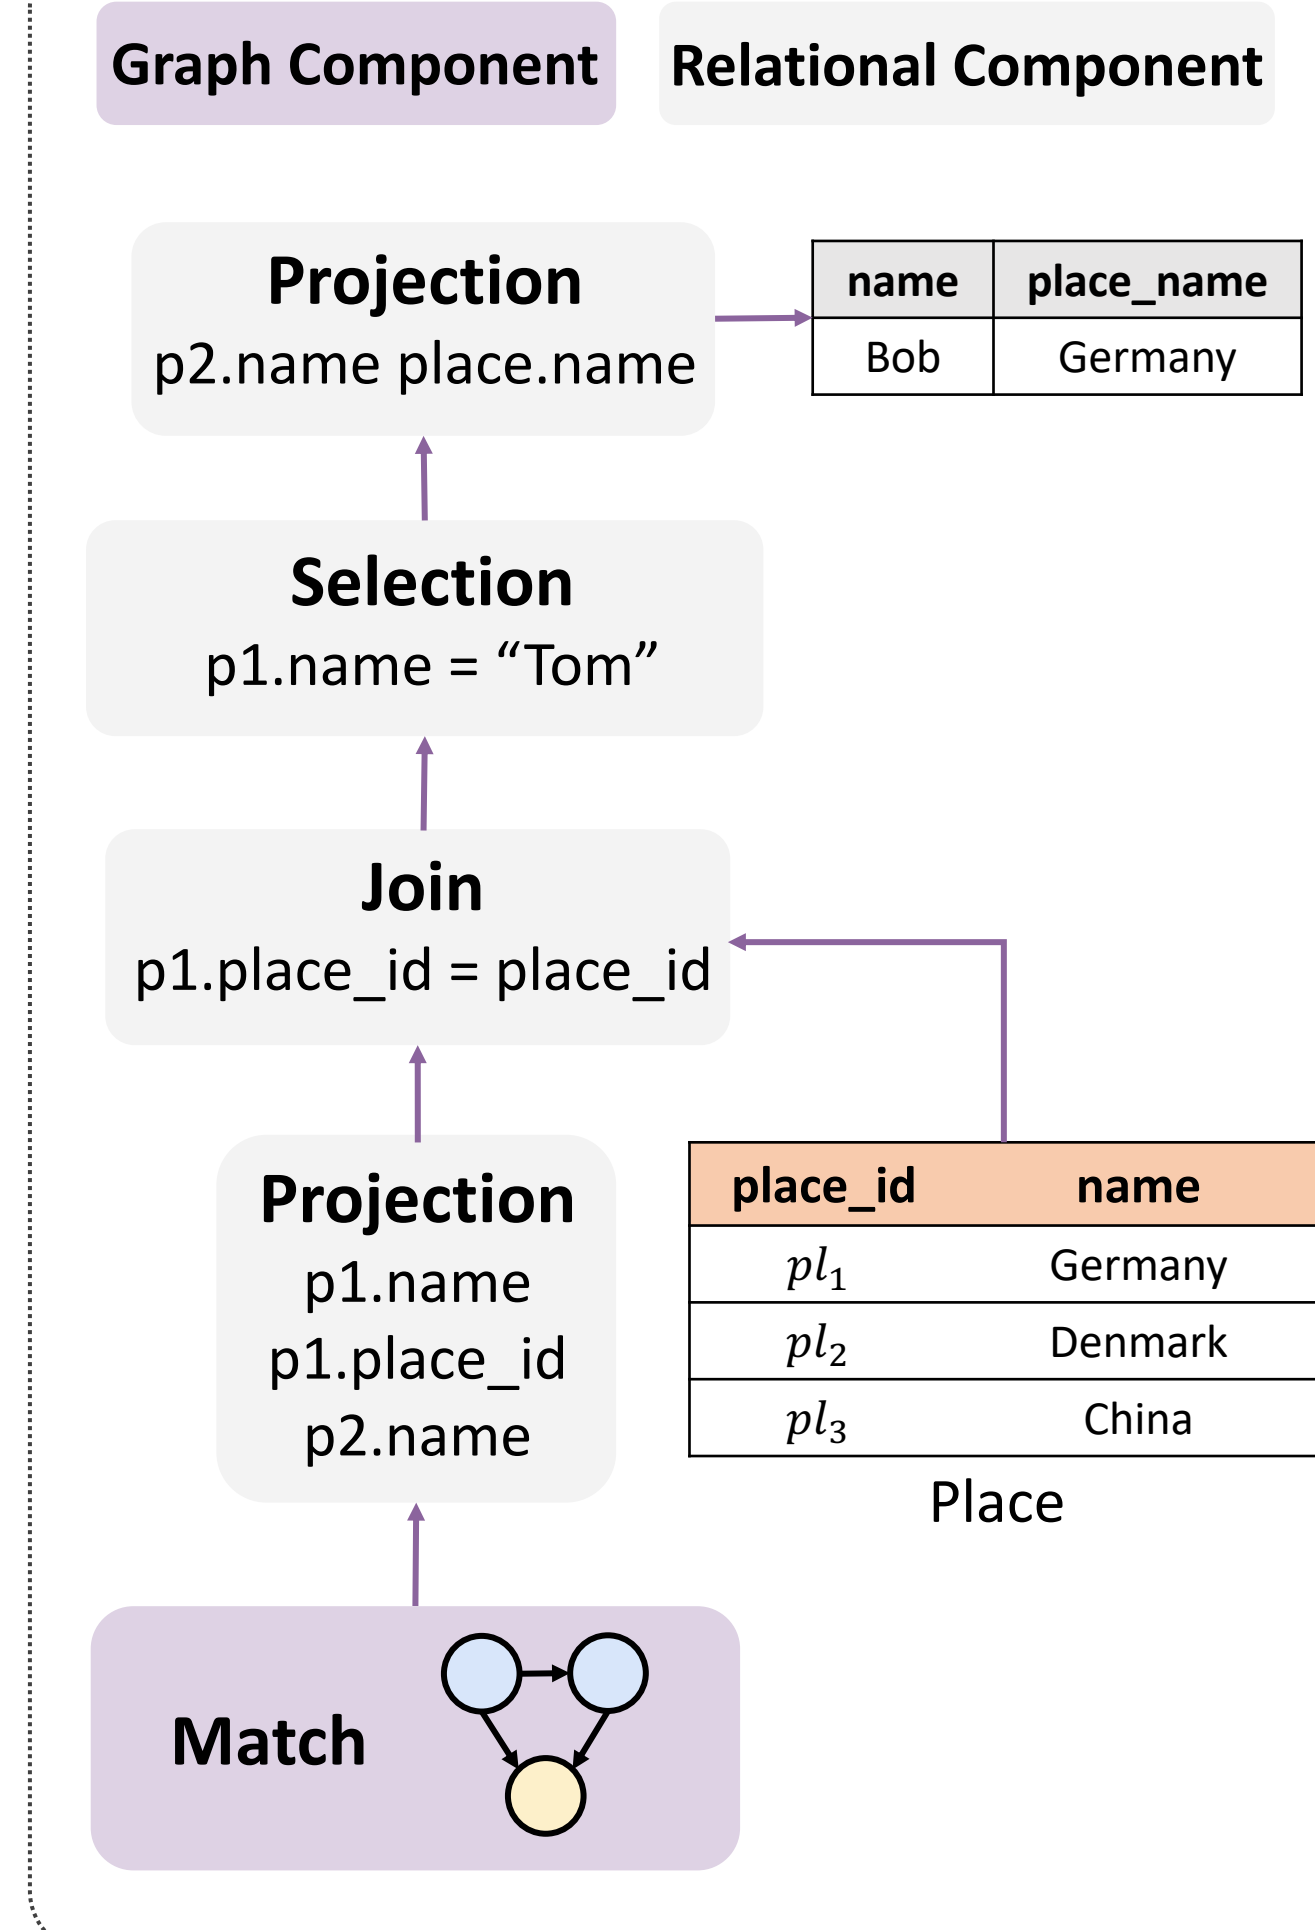 Graph Component
Relational Component
Projection
p2.name place.name
name place_name
Bob Germany
Selection
p1.name = “Tom”
Join
p1.place_id = place_id
Projection
p1.name
p1.place_id
p2.name
place_id name
pl₁ Germany
pl₂ Denmark
pl₃ China
Place
Match